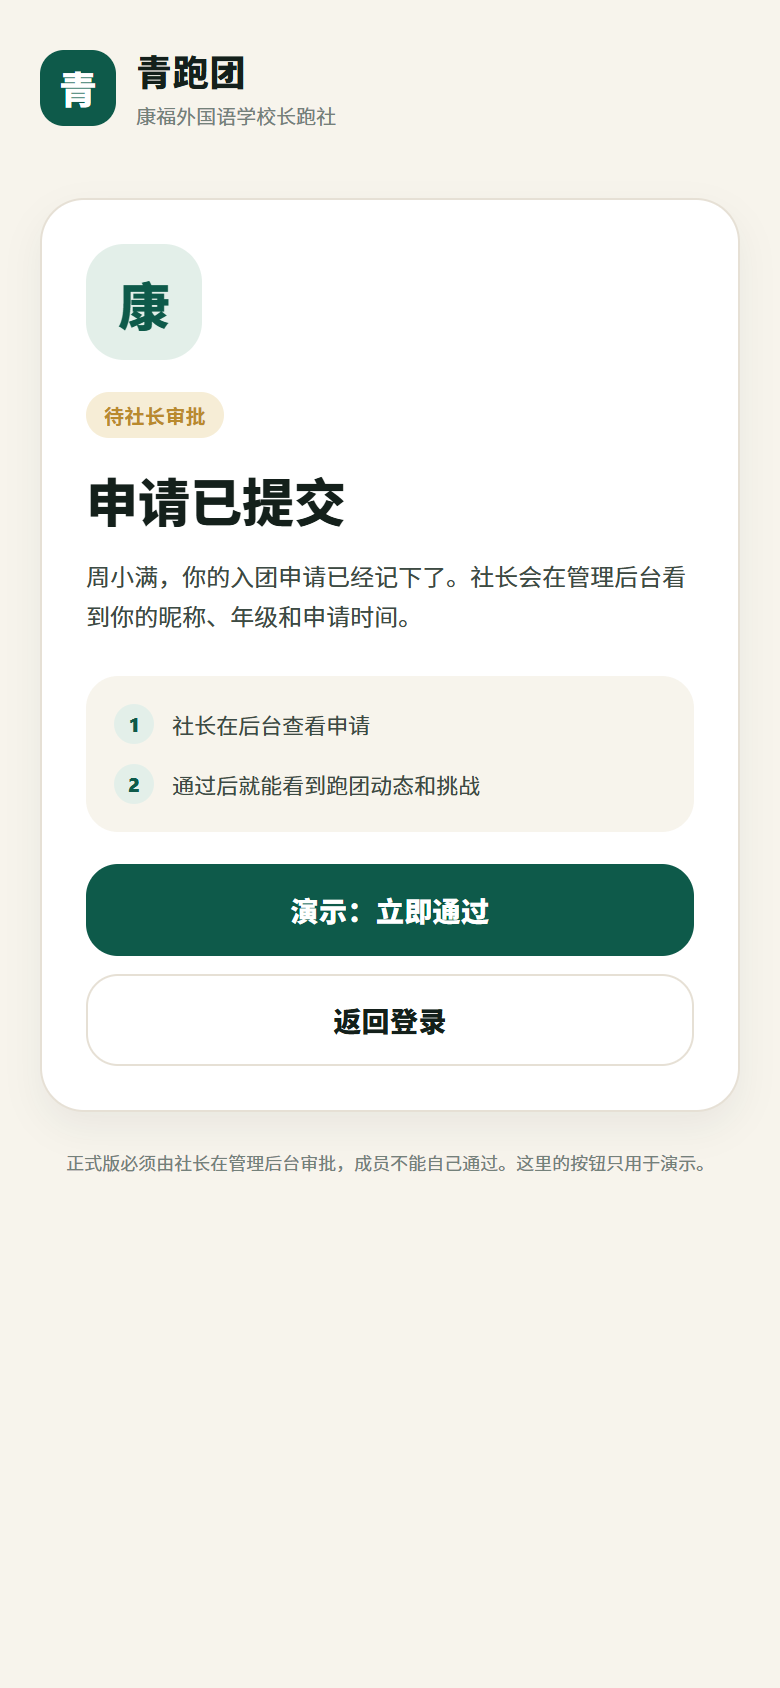 青
青跑团
康福外国语学校长跑社
康
待社长审批
申请已提交
周小满，你的入团申请已经记下了。社长会在管理后台看
到你的昵称、年级和申请时间。
1 社长在后台查看申请
2 通过后就能看到跑团动态和挑战
演示：立即通过
返回登录
正式版必须由社长在管理后台审批，成员不能自己通过。这里的按钮只用于演示。